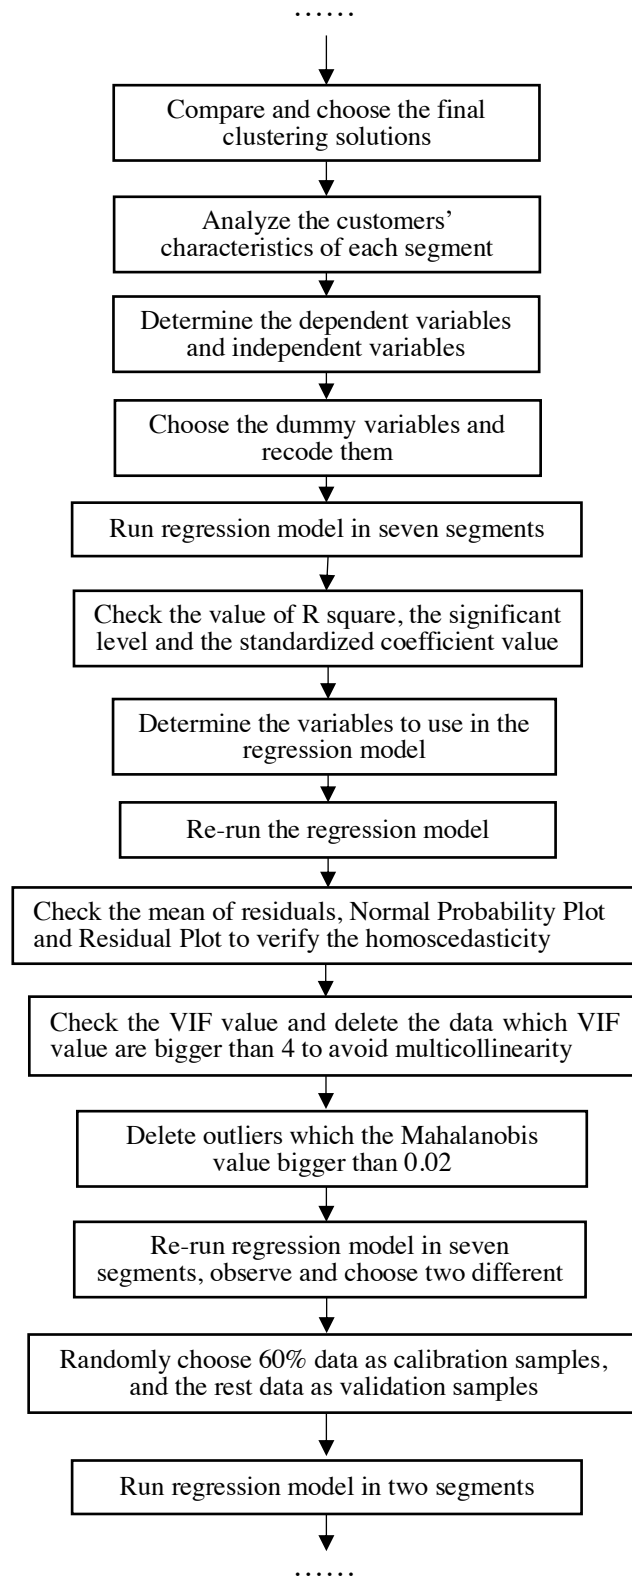 ……
Compare and choose the final
clustering solutions
Analyze the customers’
characteristics of each segment
Determine the dependent variables
and independent variables
Choose the dummy variables and
recode them
Run regression model in seven segments
Check the value of R square, the significant
level and the standardized coefficient value
Determine the variables to use in the
regression model
Re-run the regression model
Check the mean of residuals, Normal Probability Plot
and Residual Plot to verify the homoscedasticity
Check the VIF value and delete the data which VIF
value are bigger than 4 to avoid multicollinearity
Delete outliers which the Mahalanobis
value bigger than 0.02
Re-run regression model in seven
segments, observe and choose two different
Randomly choose 60% data as calibration samples,
and the rest data as validation samples
Run regression model in two segments
……